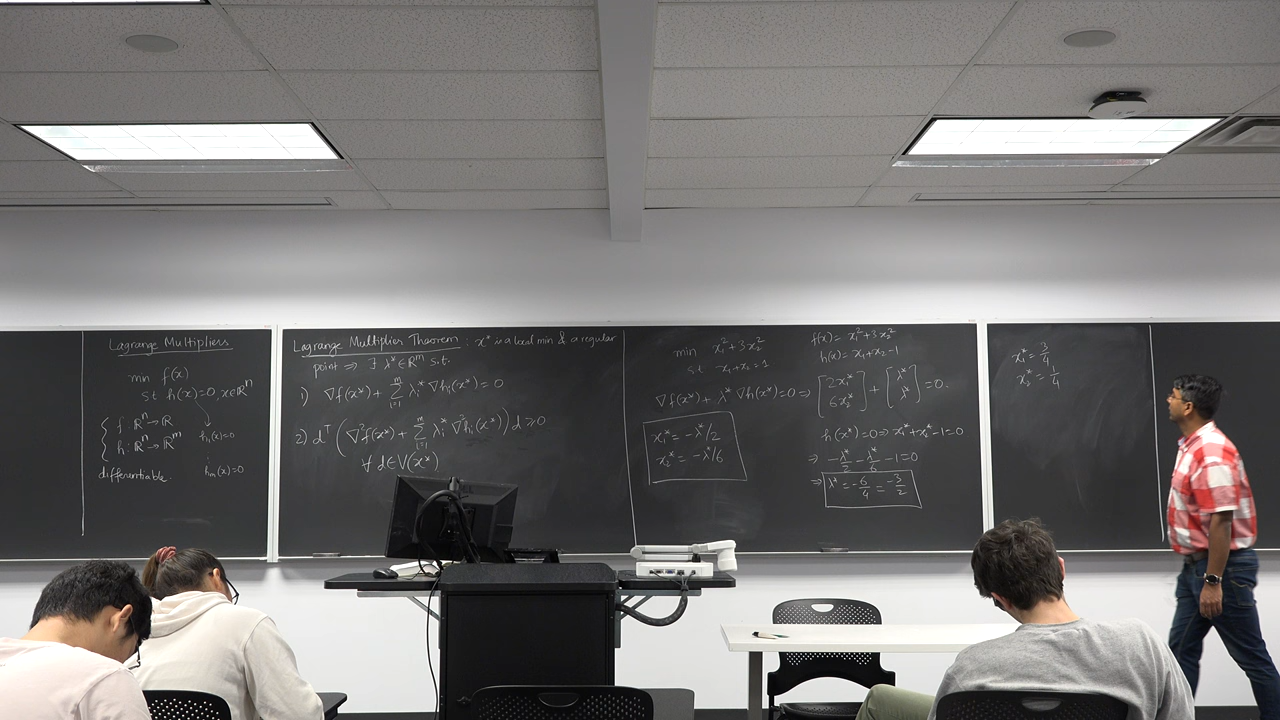 Lagrange Multipliers
min f(x)
s.t h(x)=0, x∈ℝⁿ
f: ℝⁿ→ℝ
h: ℝⁿ→ℝᵐ
h₁(x)=0
hₘ(x)=0
differentiable.
Lagrange Multiplier Theorem: x* is a local min & a regular
point ⇒ ∃ λ*∈ℝᵐ s.t.
1) ∇f(x*) + ∑ᵢ₌₁ᵐ λᵢ* ∇hᵢ(x*)=0
2) dᵀ(∇²f(x*) + ∑ᵢ₌₁ᵐ λᵢ* ∇²hᵢ(x*))d ≥0
∀ d∈V(x*)
min x₁²+3x₂²
s.t x₁+x₂=1
f(x)= x₁²+3x₂²
h(x)=x₁+x₂-1
∇f(x*)+ λ* ∇h(x*)=0 ⇒ [2x₁* 6x₂*] + [λ* λ*] =0.
x₁* = -λ*/2
x₂* = -λ*/6
h(x*)=0 ⇒ x₁*+x₂*-1=0
⇒ -λ*/2 - λ*/6 -1=0
⇒ λ* = -6/4 = -3/2
x₁* = 3/4
x₂* = 1/4